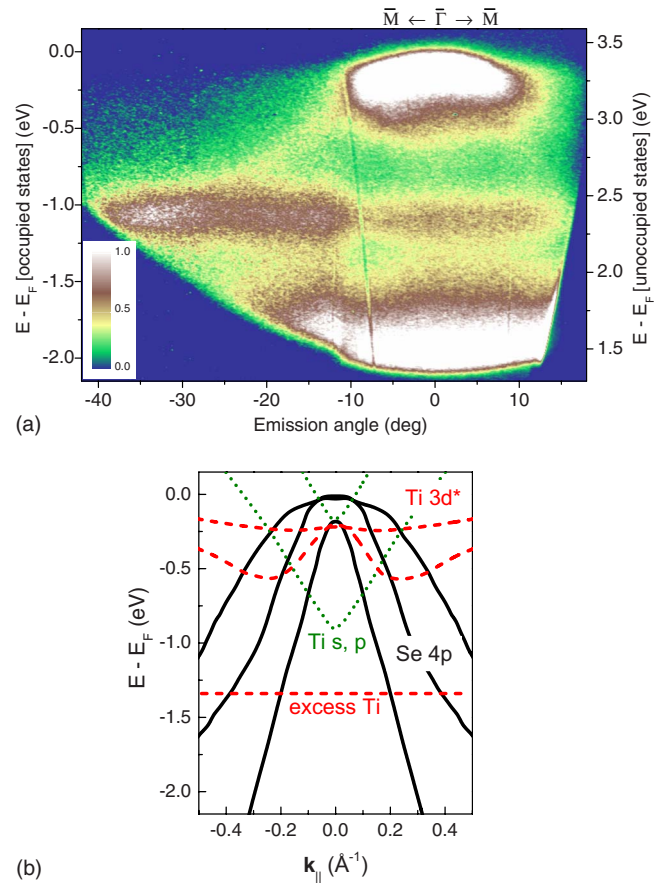 M̄ ← Γ̄ → M̄
0.0
-0.5
-1.0
-1.5
-2.0
E - E_F [occupied states] (eV)
3.5
3.0
2.5
2.0
1.5
E - E_F [unoccupied states] (eV)
1.0
0.5
0.0
-40 -30 -20 -10 0 10
Emission angle (deg)
(a)
0.0
-0.5
-1.0
-1.5
-2.0
E - E_F (eV)
Ti 3d*
Ti s, p
Se 4p
excess Ti
-0.4 -0.2 0.0 0.2 0.4
k_|| (Å⁻¹)
(b)